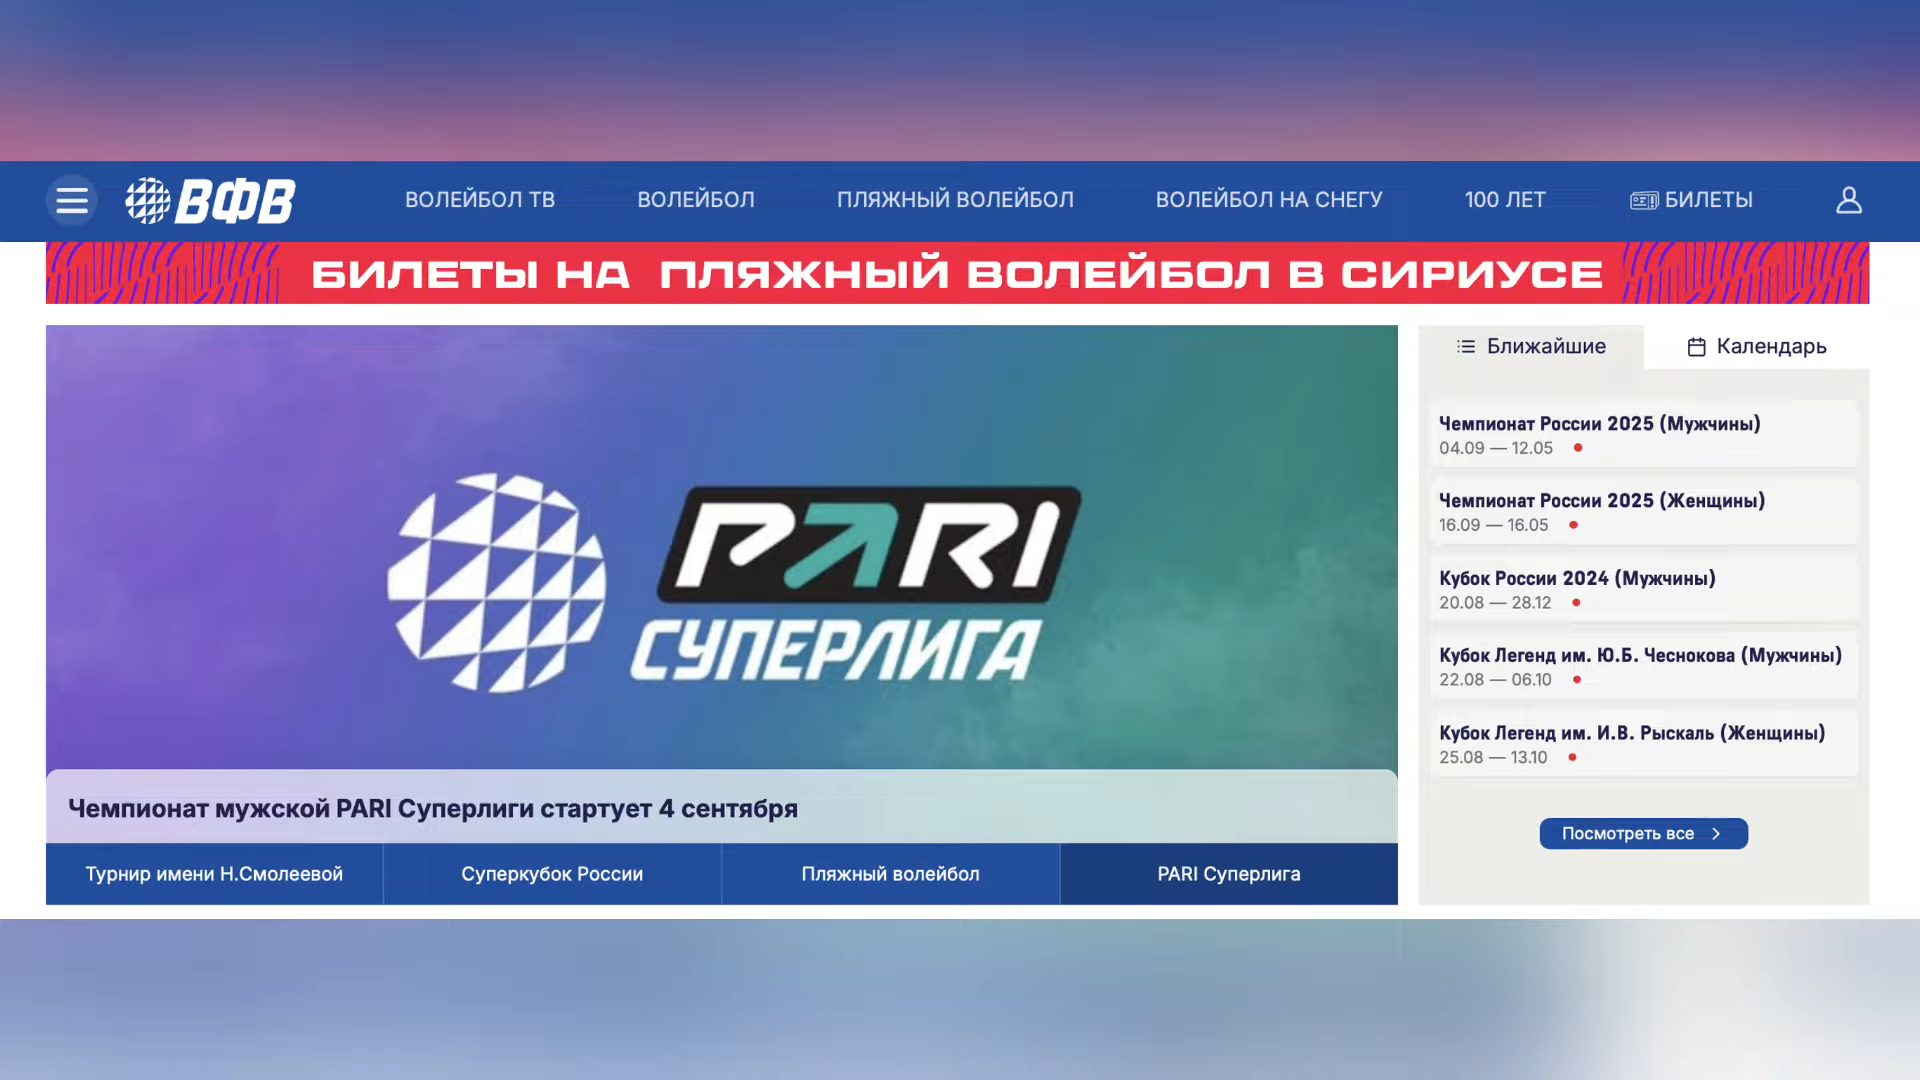 ВФВ
ВОЛЕЙБОЛ ТВ
ВОЛЕЙБОЛ
ПЛЯЖНЫЙ ВОЛЕЙБОЛ
ВОЛЕЙБОЛ НА СНЕГУ
100 ЛЕТ
БИЛЕТЫ
БИЛЕТЫ НА ПЛЯЖНЫЙ ВОЛЕЙБОЛ В СИРИУСЕ
PARI
СУПЕРЛИГА
Чемпионат мужской PARI Суперлиги стартует 4 сентября
Турнир имени Н.Смолеевой
Суперкубок России
Пляжный волейбол
PARI Суперлига
Ближайшие
Календарь
Чемпионат России 2025 (Мужчины)
04.09 — 12.05
Чемпионат России 2025 (Женщины)
16.09 — 16.05
Кубок России 2024 (Мужчины)
20.08 — 28.12
Кубок Легенд им. Ю.Б. Чеснокова (Мужчины)
22.08 — 06.10
Кубок Легенд им. И.В. Рыскаль (Женщины)
25.08 — 13.10
Посмотреть все